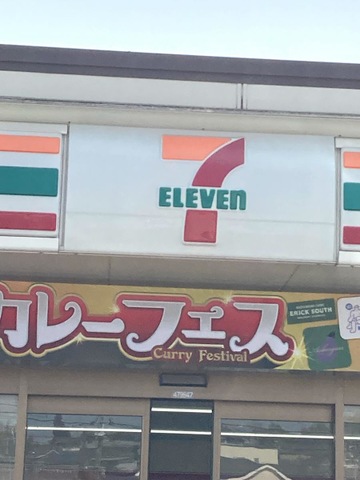 7
ELEVEN
カレーフェス
Curry Festival
ERICK SOUTH